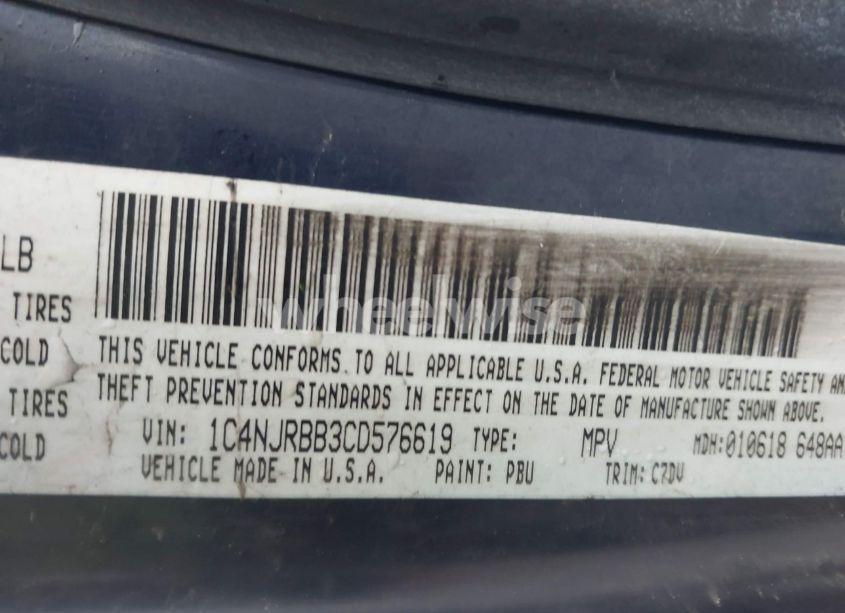 LB
TIRES
COLD
TIRES
COLD
wheelwise
THIS VEHICLE CONFORMS TO ALL APPLICABLE U.S.A. FEDERAL MOTOR VEHICLE SAFETY AN
THEFT PREVENTION STANDARDS IN EFFECT ON THE DATE OF MANUFACTURE SHOWN ABOVE.
VIN: 1C4NJRBB3CD576619 TYPE: MPV MDH:010618 648AA
VEHICLE MADE IN U.S.A. PAINT: PBU TRIM: C7DV